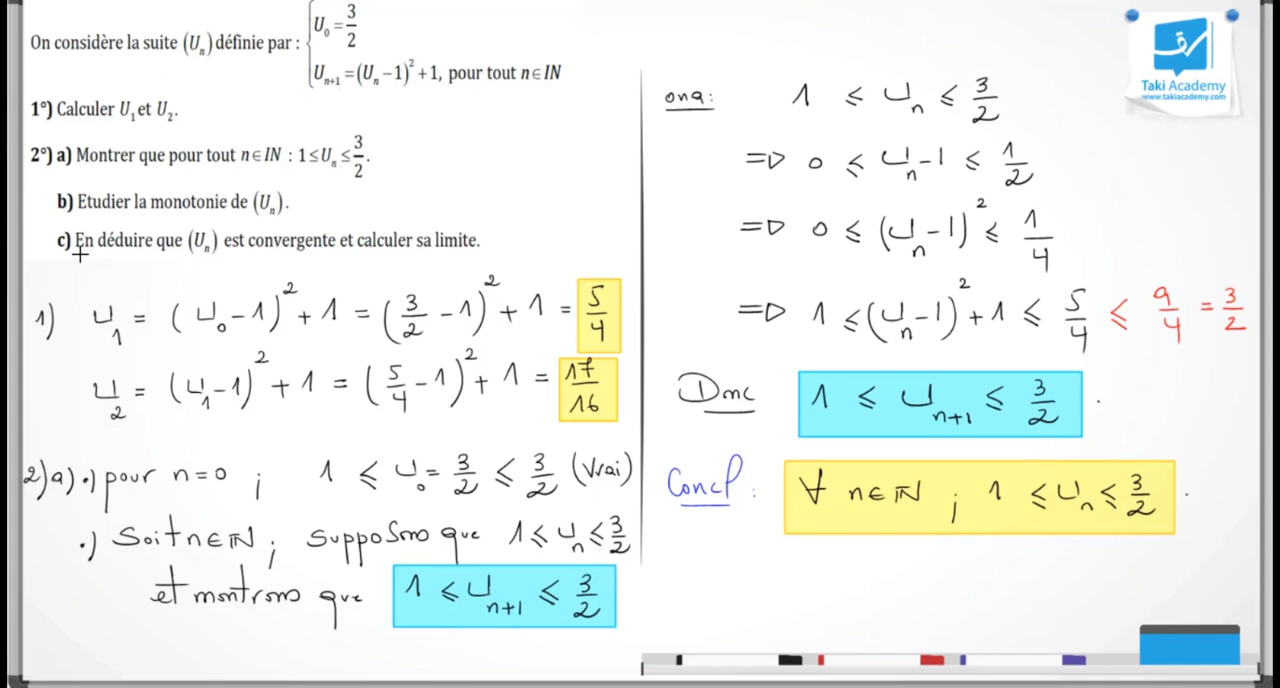 On considère la suite (Uₙ) définie par : { U₀ = 3/2
Uₙ₊₁ = (Uₙ − 1)² + 1, pour tout n ∈ IN
1°) Calculer U₁ et U₂.
2°) a) Montrer que pour tout n ∈ IN : 1 ≤ Uₙ ≤ 3/2.
b) Etudier la monotonie de (Uₙ).
c) En déduire que (Uₙ) est convergente et calculer sa limite.
1) U₁ = (U₀ − 1)² + 1 = (3/2 − 1)² + 1 = 5/4
U₂ = (U₁ − 1)² + 1 = (5/4 − 1)² + 1 = 17/16
2) a) •) pour n = 0 ; 1 ≤ U₀ = 3/2 ≤ 3/2 (Vrai)
•) Soit n ∈ IN ; supposons que 1 ≤ Uₙ ≤ 3/2
et montrons que 1 ≤ Uₙ₊₁ ≤ 3/2
ona : 1 ≤ Uₙ ≤ 3/2
⇒ 0 ≤ Uₙ − 1 ≤ 1/2
⇒ 0 ≤ (Uₙ − 1)² ≤ 1/4
⇒ 1 ≤ (Uₙ − 1)² + 1 ≤ 5/4 ≤ 9/4 = 3/2
Donc 1 ≤ Uₙ₊₁ ≤ 3/2 .
Concl : ∀ n ∈ IN ; 1 ≤ Uₙ ≤ 3/2 .
Taki Academy
www.takiacademy.com